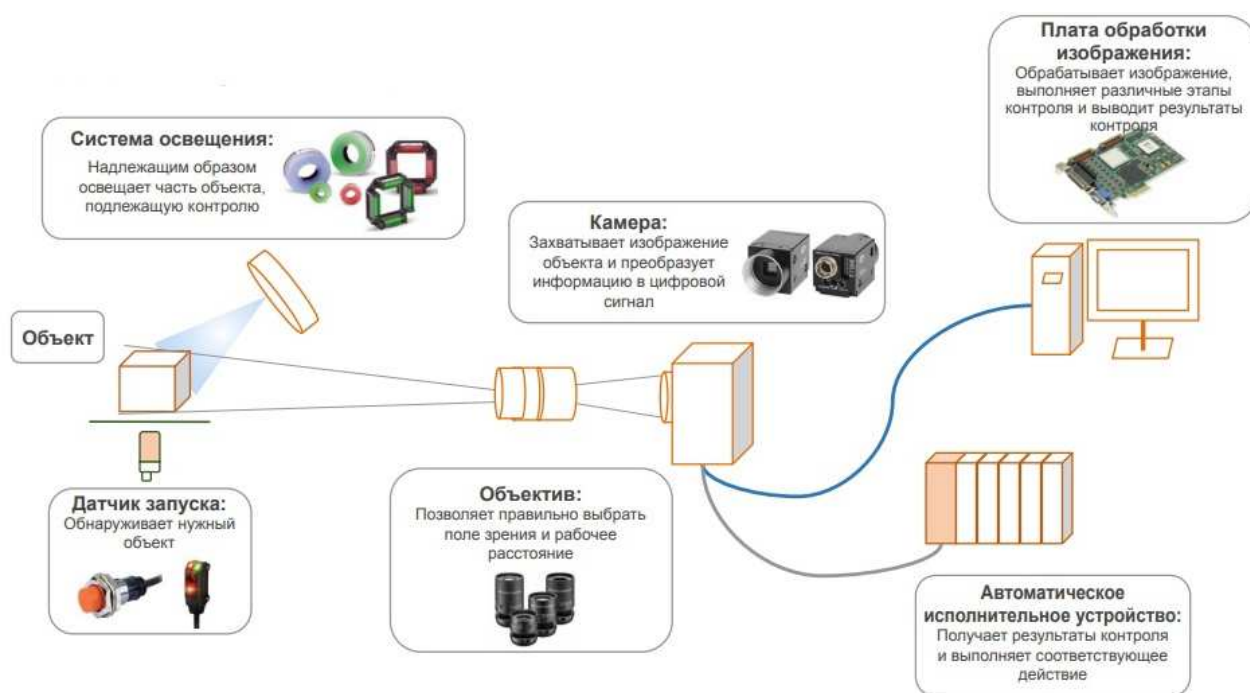 Плата обработки
изображения:
Обрабатывает изображение,
выполняет различные этапы
контроля и выводит результаты
контроля
Система освещения:
Надлежащим образом
освещает часть объекта,
подлежащую контролю
Камера:
Захватывает изображение
объекта и преобразует
информацию в цифровой
сигнал
Объект
Датчик запуска:
Обнаруживает нужный
объект
Объектив:
Позволяет правильно выбрать
поле зрения и рабочее
расстояние
Автоматическое
исполнительное устройство:
Получает результаты контроля
и выполняет соответствующее
действие